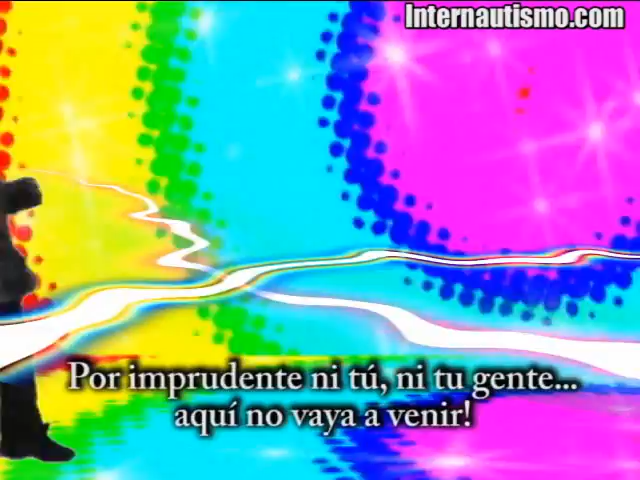 Internautismo.com
Por imprudente ni tú, ni tu gente...
aquí no vaya a venir!